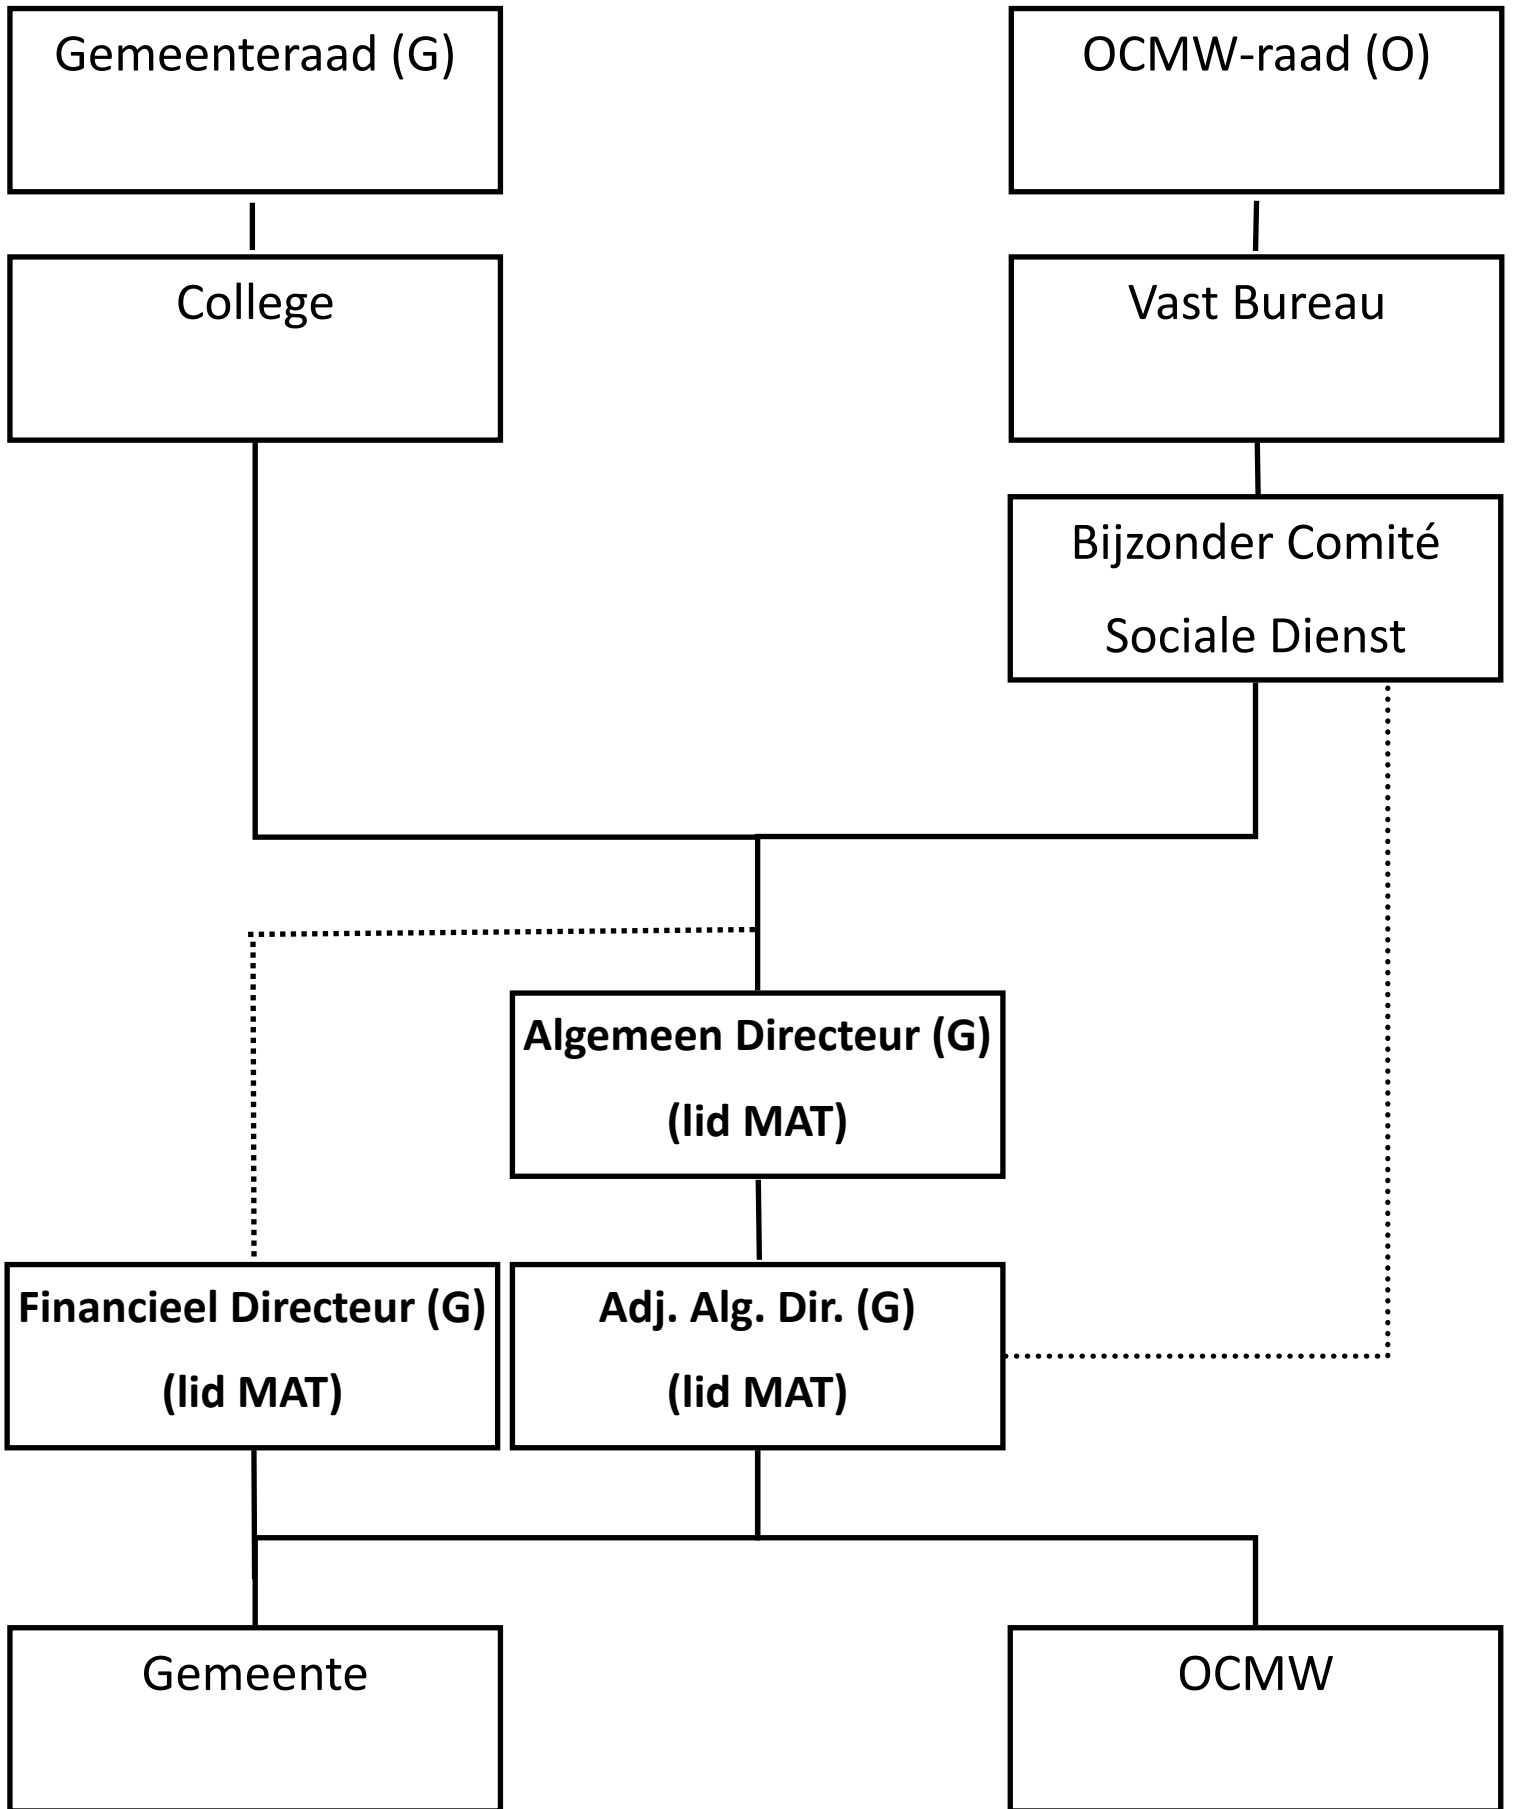 Gemeenteraad (G)
OCMW-raad (O)
College
Vast Bureau
Bijzonder Comité
Sociale Dienst
Algemeen Directeur (G)
(lid MAT)
Financieel Directeur (G)
(lid MAT)
Adj. Alg. Dir. (G)
(lid MAT)
Gemeente
OCMW